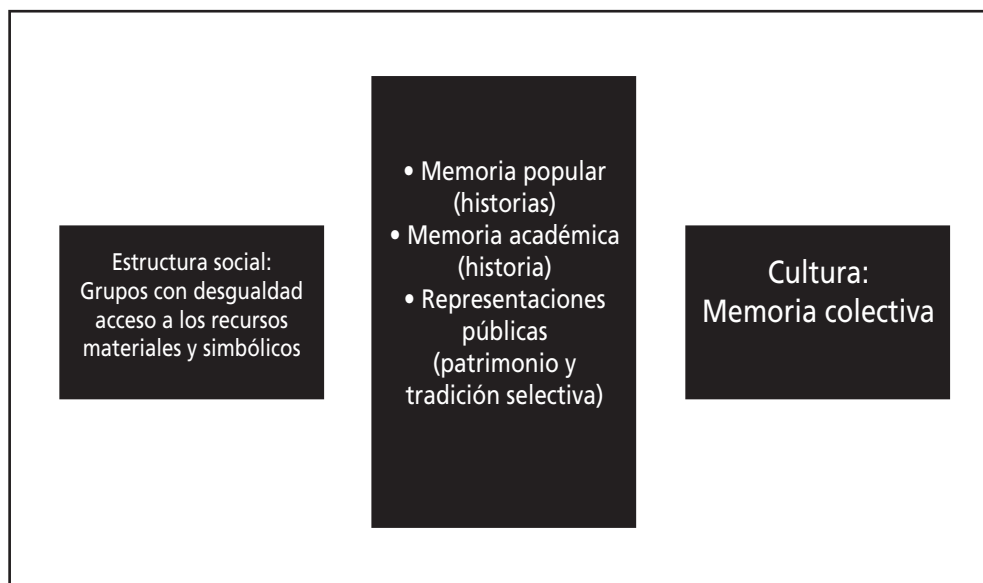 Estructura social:
Grupos con desgualdad
acceso a los recursos
materiales y simbólicos
• Memoria popular
(historias)
• Memoria académica
(historia)
• Representaciones
públicas
(patrimonio y
tradición selectiva)
Cultura:
Memoria colectiva